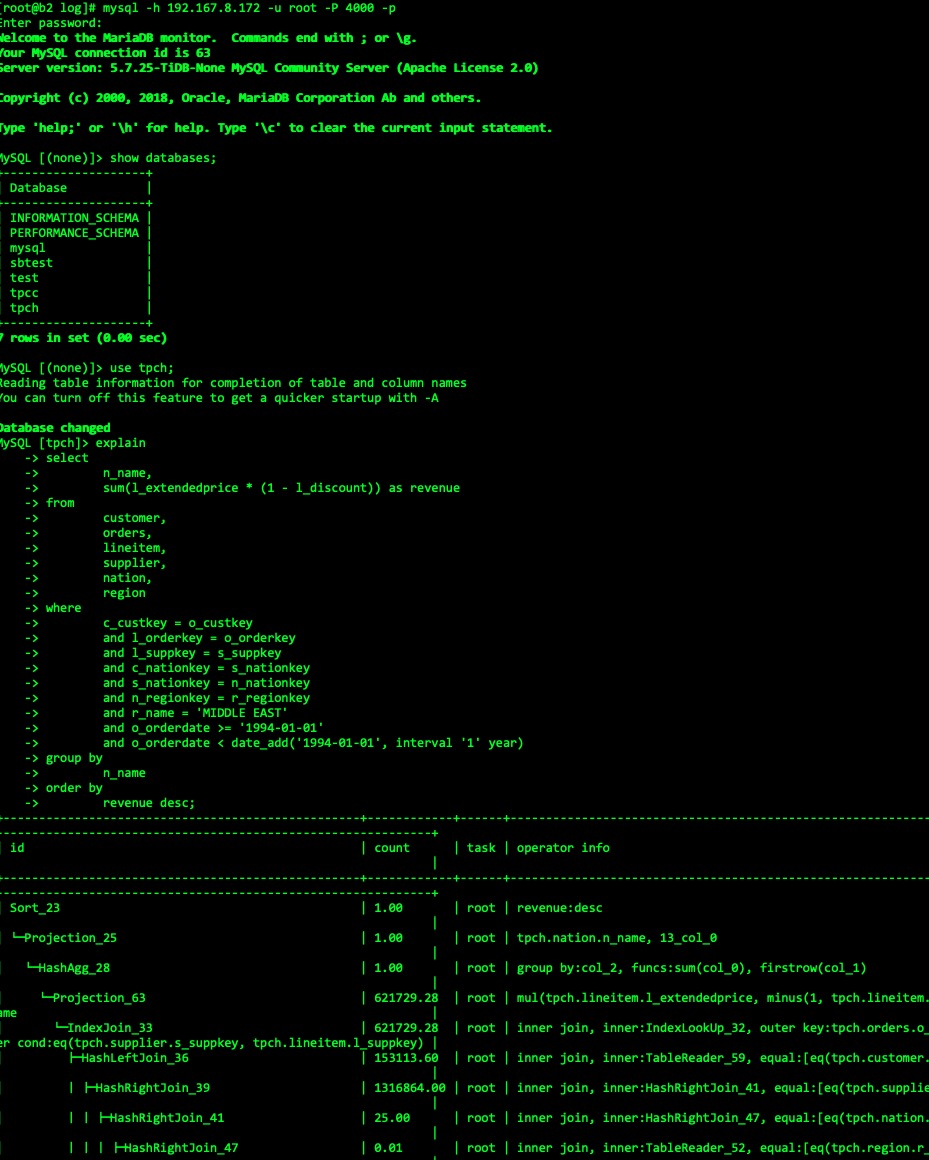 [root@b2 log]# mysql -h 192.168.8.172 -u root -P 4000 -p
Enter password:
Welcome to the MariaDB monitor.  Commands end with ; or \g.
Your MySQL connection id is 63
Server version: 5.7.25-TiDB-None MySQL Community Server (Apache License 2.0)
Copyright (c) 2000, 2018, Oracle, MariaDB Corporation Ab and others.
Type 'help;' or '\h' for help. Type '\c' to clear the current input statement.
MySQL [(none)]> show databases;
+--------------------+
| Database           |
+--------------------+
| INFORMATION_SCHEMA |
| PERFORMANCE_SCHEMA |
| mysql              |
| sbtest             |
| test               |
| tpcc               |
| tpch               |
+--------------------+
7 rows in set (0.00 sec)
MySQL [(none)]> use tpch;
Reading table information for completion of table and column names
You can turn off this feature to get a quicker startup with -A
Database changed
MySQL [tpch]> explain
    -> select
    ->         n_name,
    ->         sum(l_extendedprice * (1 - l_discount)) as revenue
    -> from
    ->         customer,
    ->         orders,
    ->         lineitem,
    ->         supplier,
    ->         nation,
    ->         region
    -> where
    ->         c_custkey = o_custkey
    ->         and l_orderkey = o_orderkey
    ->         and l_suppkey = s_suppkey
    ->         and c_nationkey = s_nationkey
    ->         and s_nationkey = n_nationkey
    ->         and n_regionkey = r_regionkey
    ->         and r_name = 'MIDDLE EAST'
    ->         and o_orderdate >= '1994-01-01'
    ->         and o_orderdate < date_add('1994-01-01', interval '1' year)
    -> group by
    ->         n_name
    -> order by
    ->         revenue desc;
| id | count | task | operator info
| Sort_23 | 1.00 | root | revenue:desc
| └─Projection_25 | 1.00 | root | tpch.nation.n_name, 13_col_0
|   └─HashAgg_28 | 1.00 | root | group by:col_2, funcs:sum(col_0), firstrow(col_1)
|     └─Projection_63 | 621729.28 | root | mul(tpch.lineitem.l_extendedprice, minus(1, tpch.lineitem.
ame
|       └─IndexJoin_33 | 621729.28 | root | inner join, inner:IndexLookUp_32, outer key:tpch.orders.o_
er cond:eq(tpch.supplier.s_suppkey, tpch.lineitem.l_suppkey) |
|         ├─HashLeftJoin_36 | 153113.60 | root | inner join, inner:TableReader_59, equal:[eq(tpch.customer.
|         | ├─HashRightJoin_39 | 1316864.00 | root | inner join, inner:HashRightJoin_41, equal:[eq(tpch.supplie
|         | | ├─HashRightJoin_41 | 25.00 | root | inner join, inner:HashRightJoin_47, equal:[eq(tpch.nation.
|         | | | ├─HashRightJoin_47 | 0.01 | root | inner join, inner:TableReader_52, equal:[eq(tpch.region.r_